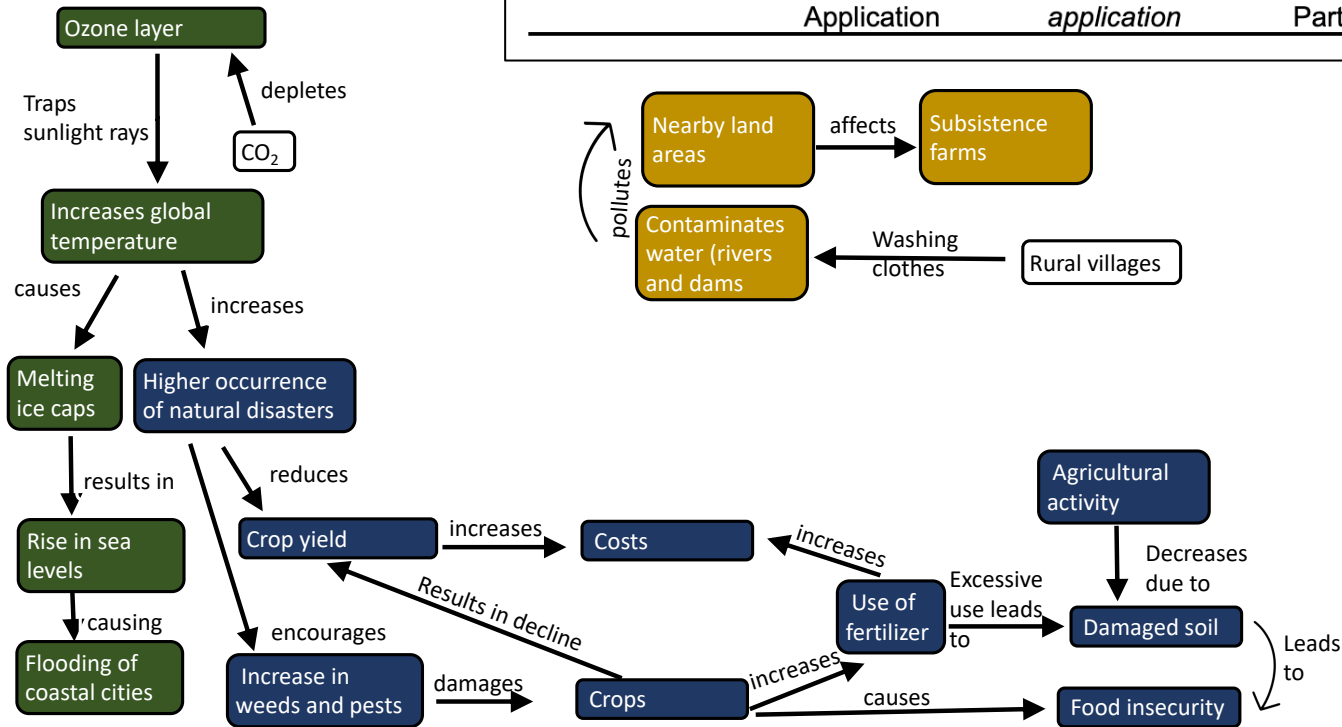 Application application Part
Ozone layer
Traps
sunlight rays
depletes
CO₂
Increases global
temperature
causes
increases
Melting
ice caps
Higher occurrence
of natural disasters
results in
reduces
Rise in sea
levels
Crop yield
increases
Costs
causing
encourages
Results in decline
Flooding of
coastal cities
Increase in
weeds and pests
damages
Crops
increases
causes
Nearby land
areas
affects
Subsistence
farms
pollutes
Contaminates
water (rivers
and dams
Washing
clothes
Rural villages
Agricultural
activity
Decreases
due to
increases
Use of
fertilizer
Excessive
use leads
to
Damaged soil
Leads
to
Food insecurity